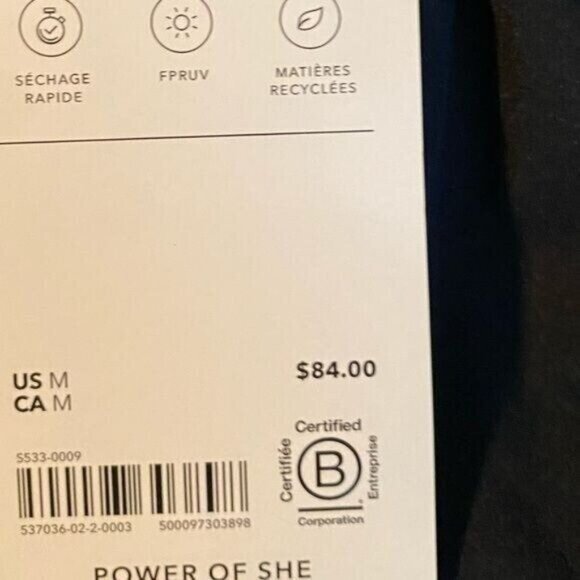 SÉCHAGE RAPIDE
FPRUV
MATIÈRES RECYCLÉES
US M
CA M
$84.00
S533-0009
537036-02-2-0003 500097303898
Certified
Certifiée
B
Entreprise
Corporation
POWER OF SHE